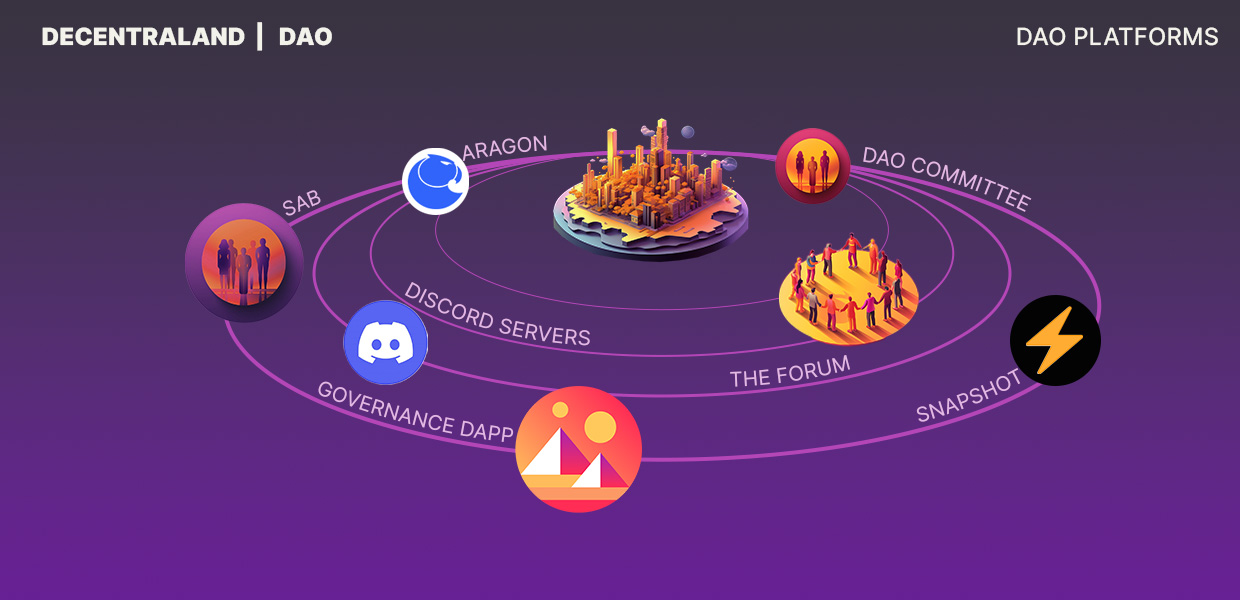 DECENTRALAND | DAO
DAO PLATFORMS
ARAGON
DAO COMMITTEE
SAB
DISCORD SERVERS
THE FORUM
SNAPSHOT
GOVERNANCE DAPP